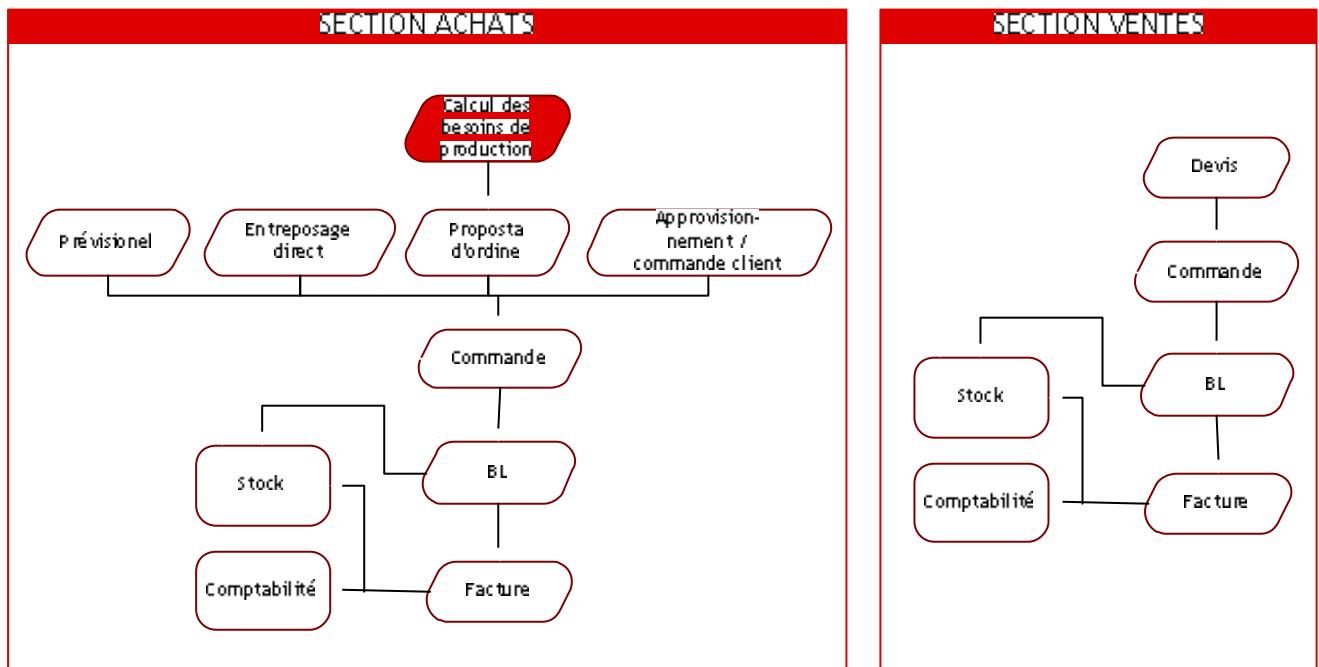 SECTION ACHATS
Calcul des
besoins de
production
Prévisionel
Entreposage
direct
Proposta
d'ordine
Approvision-
nement /
commande client
Commande
BL
Stock
Comptabilité
Facture
SECTION VENTES
Devis
Commande
BL
Stock
Comptabilité
Facture